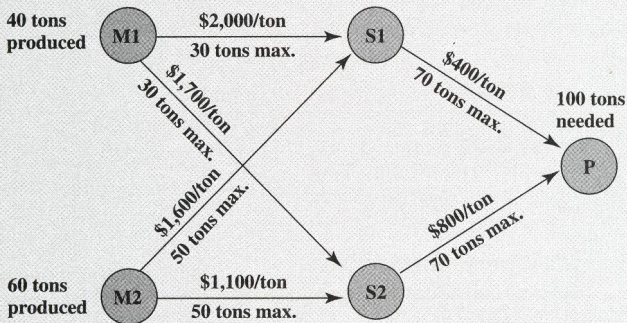 40 tons
produced
M1
$2,000/ton
30 tons max.
S1
$1,700/ton
30 tons max.
$400/ton
70 tons max.
100 tons
needed
P
$1,600/ton
50 tons max.
$800/ton
70 tons max.
60 tons
produced
M2
$1,100/ton
50 tons max.
S2